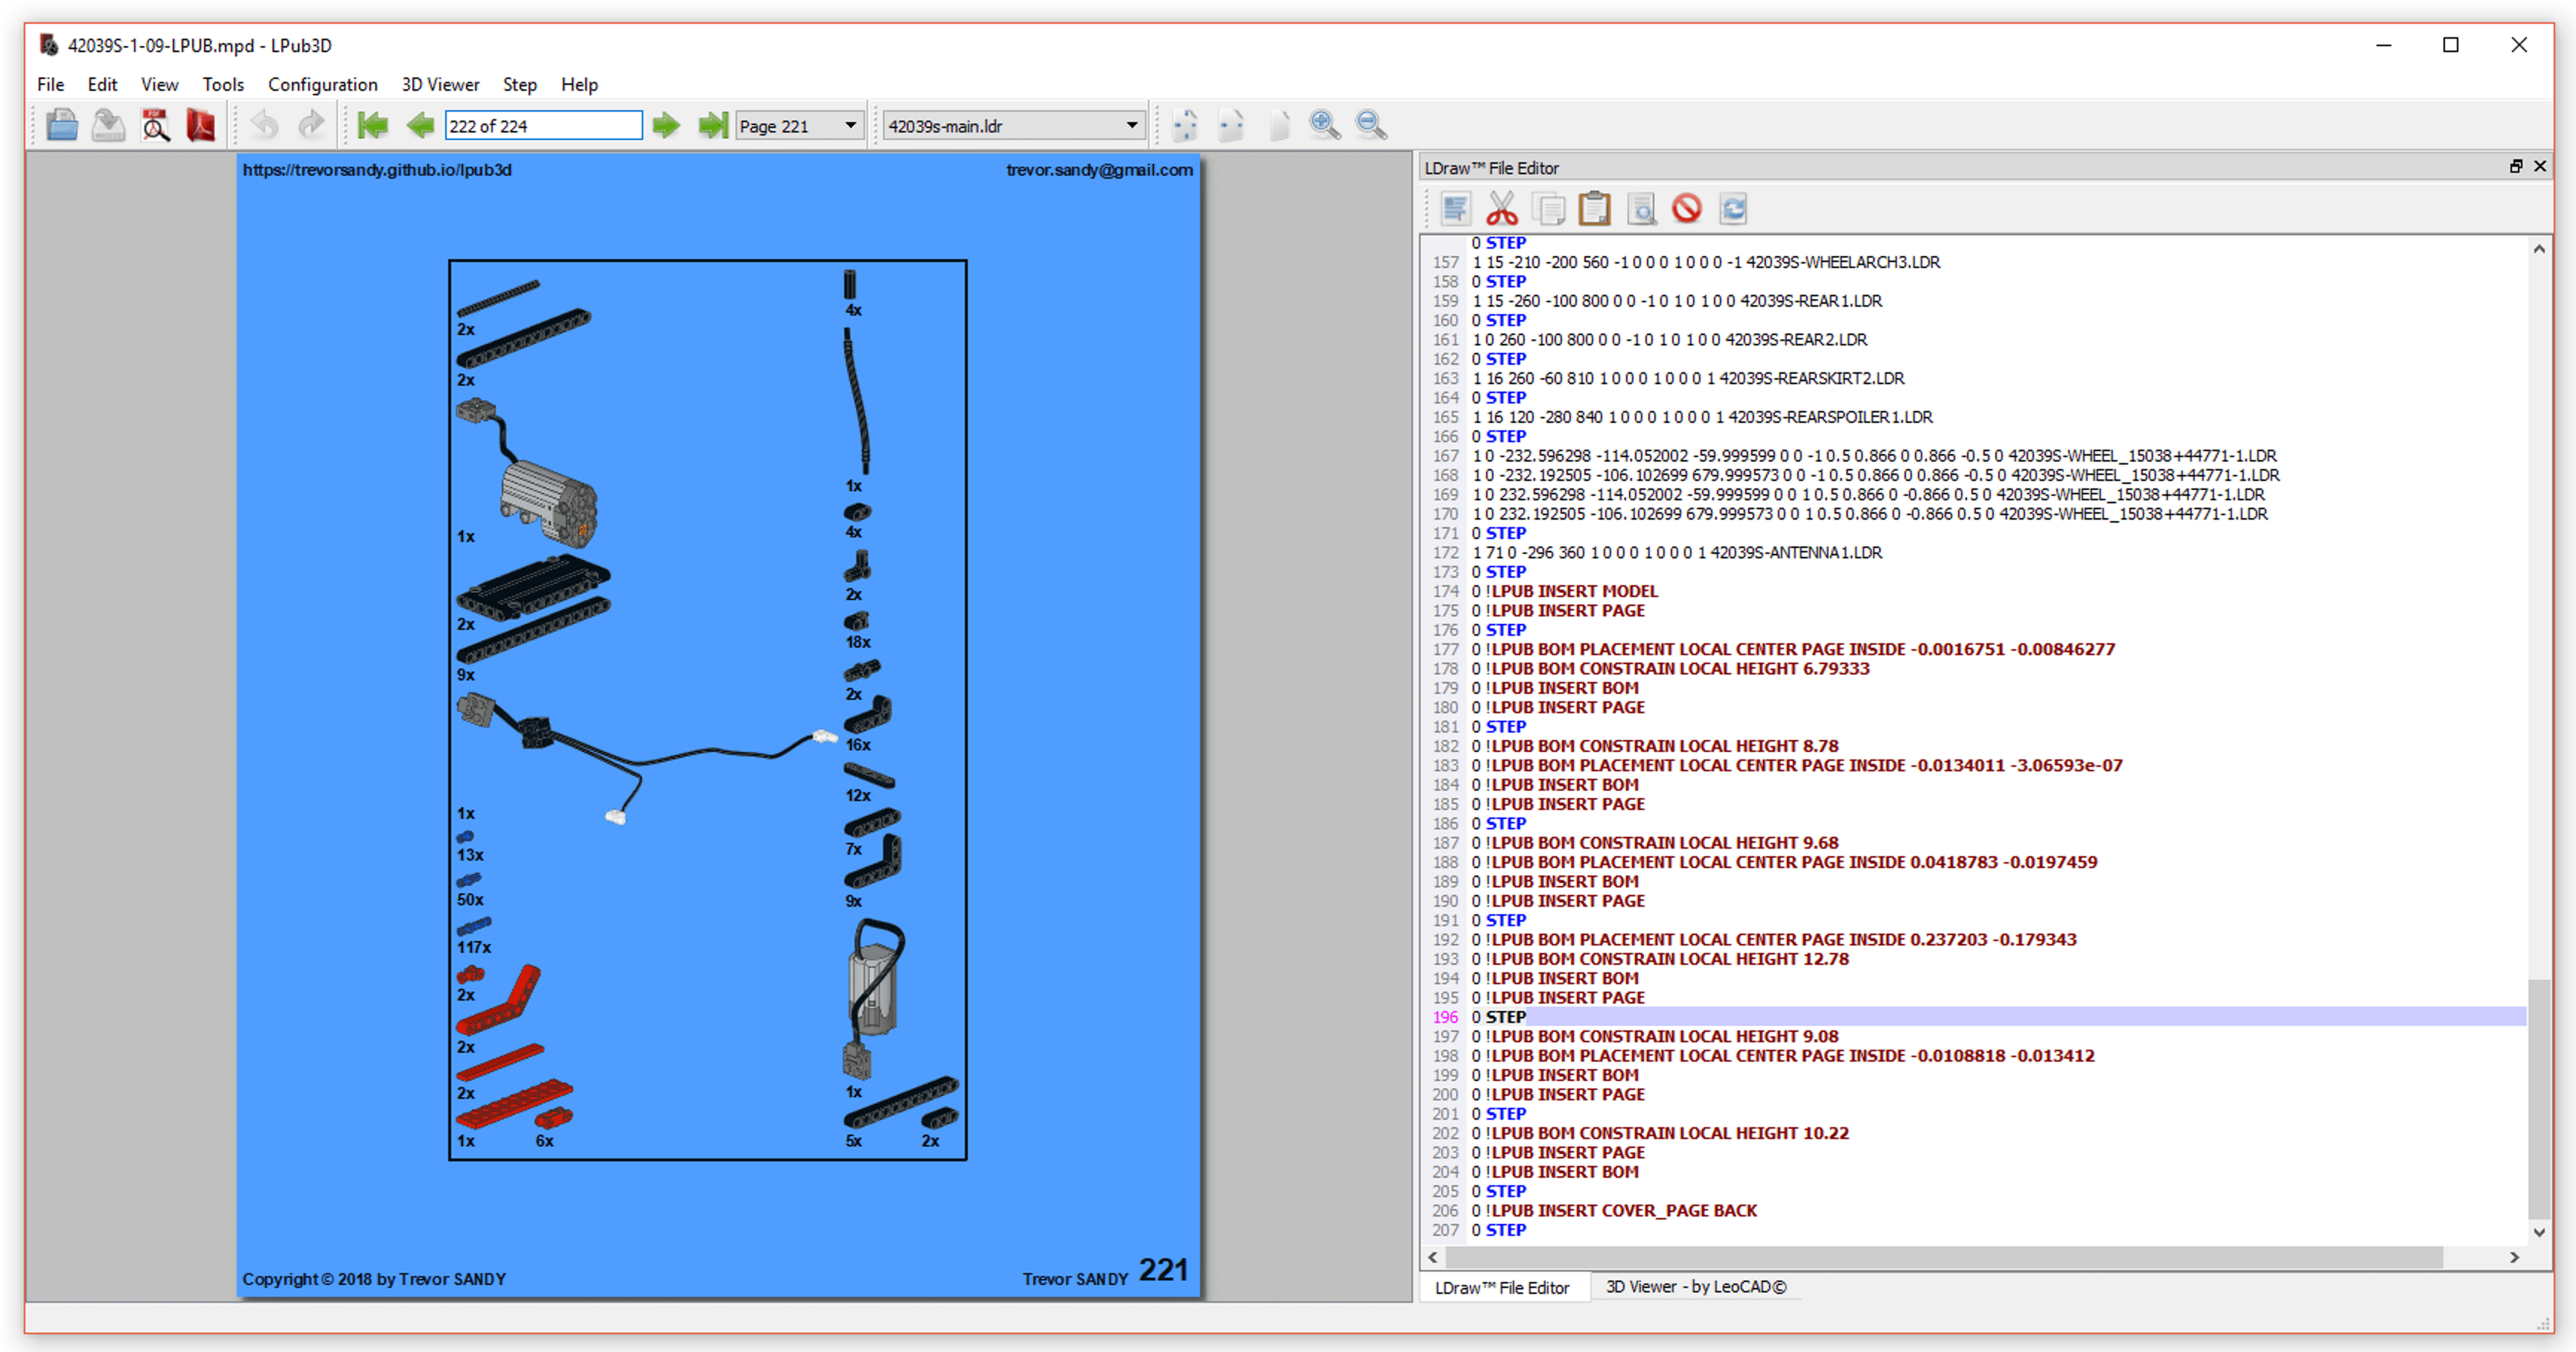 42039S-1-09-LPUB.mpd - LPub3D
File Edit View Tools Configuration 3D Viewer Step Help
222 of 224 Page 221 42039s-main.ldr
https://trevorsandy.github.io/lpub3d trevor.sandy@gmail.com
2x
2x
1x
2x
9x
1x
13x
50x
117x
2x
2x
2x
1x 6x
4x
1x
4x
2x
18x
2x
16x
12x
7x
9x
1x
5x 2x
Copyright © 2018 by Trevor SANDY Trevor SANDY 221
LDraw™ File Editor
0 STEP
157 1 15 -210 -200 560 -1 0 0 0 1 0 0 0 -1 42039S-WHEELARCH3.LDR
158 0 STEP
159 1 15 -260 -100 800 0 0 -1 0 1 0 1 0 0 42039S-REAR1.LDR
160 0 STEP
161 1 0 260 -100 800 0 0 -1 0 1 0 1 0 0 42039S-REAR2.LDR
162 0 STEP
163 1 16 260 -60 810 1 0 0 0 1 0 0 0 1 42039S-REARSKIRT2.LDR
164 0 STEP
165 1 16 120 -280 840 1 0 0 0 1 0 0 0 1 42039S-REARSPOILER1.LDR
166 0 STEP
167 1 0 -232.596298 -114.052002 -59.999599 0 0 -1 0.5 0.866 0 0.866 -0.5 0 42039S-WHEEL_15038+44771-1.LDR
168 1 0 -232.192505 -106.102699 679.999573 0 0 -1 0.5 0.866 0 0.866 -0.5 0 42039S-WHEEL_15038+44771-1.LDR
169 1 0 232.596298 -114.052002 -59.999599 0 0 1 0.5 0.866 0 -0.866 0.5 0 42039S-WHEEL_15038+44771-1.LDR
170 1 0 232.192505 -106.102699 679.999573 0 0 1 0.5 0.866 0 -0.866 0.5 0 42039S-WHEEL_15038+44771-1.LDR
171 0 STEP
172 1 71 0 -296 360 1 0 0 0 1 0 0 0 1 42039S-ANTENNA1.LDR
173 0 STEP
174 0 !LPUB INSERT MODEL
175 0 !LPUB INSERT PAGE
176 0 STEP
177 0 !LPUB BOM PLACEMENT LOCAL CENTER PAGE INSIDE -0.0016751 -0.00846277
178 0 !LPUB BOM CONSTRAIN LOCAL HEIGHT 6.79333
179 0 !LPUB INSERT BOM
180 0 !LPUB INSERT PAGE
181 0 STEP
182 0 !LPUB BOM CONSTRAIN LOCAL HEIGHT 8.78
183 0 !LPUB BOM PLACEMENT LOCAL CENTER PAGE INSIDE -0.0134011 -3.06593e-07
184 0 !LPUB INSERT BOM
185 0 !LPUB INSERT PAGE
186 0 STEP
187 0 !LPUB BOM CONSTRAIN LOCAL HEIGHT 9.68
188 0 !LPUB BOM PLACEMENT LOCAL CENTER PAGE INSIDE 0.0418783 -0.0197459
189 0 !LPUB INSERT BOM
190 0 !LPUB INSERT PAGE
191 0 STEP
192 0 !LPUB BOM PLACEMENT LOCAL CENTER PAGE INSIDE 0.237203 -0.179343
193 0 !LPUB BOM CONSTRAIN LOCAL HEIGHT 12.78
194 0 !LPUB INSERT BOM
195 0 !LPUB INSERT PAGE
196 0 STEP
197 0 !LPUB BOM CONSTRAIN LOCAL HEIGHT 9.08
198 0 !LPUB BOM PLACEMENT LOCAL CENTER PAGE INSIDE -0.0108818 -0.013412
199 0 !LPUB INSERT BOM
200 0 !LPUB INSERT PAGE
201 0 STEP
202 0 !LPUB BOM CONSTRAIN LOCAL HEIGHT 10.22
203 0 !LPUB INSERT PAGE
204 0 !LPUB INSERT BOM
205 0 STEP
206 0 !LPUB INSERT COVER_PAGE BACK
207 0 STEP
LDraw™ File Editor 3D Viewer - by LeoCAD©